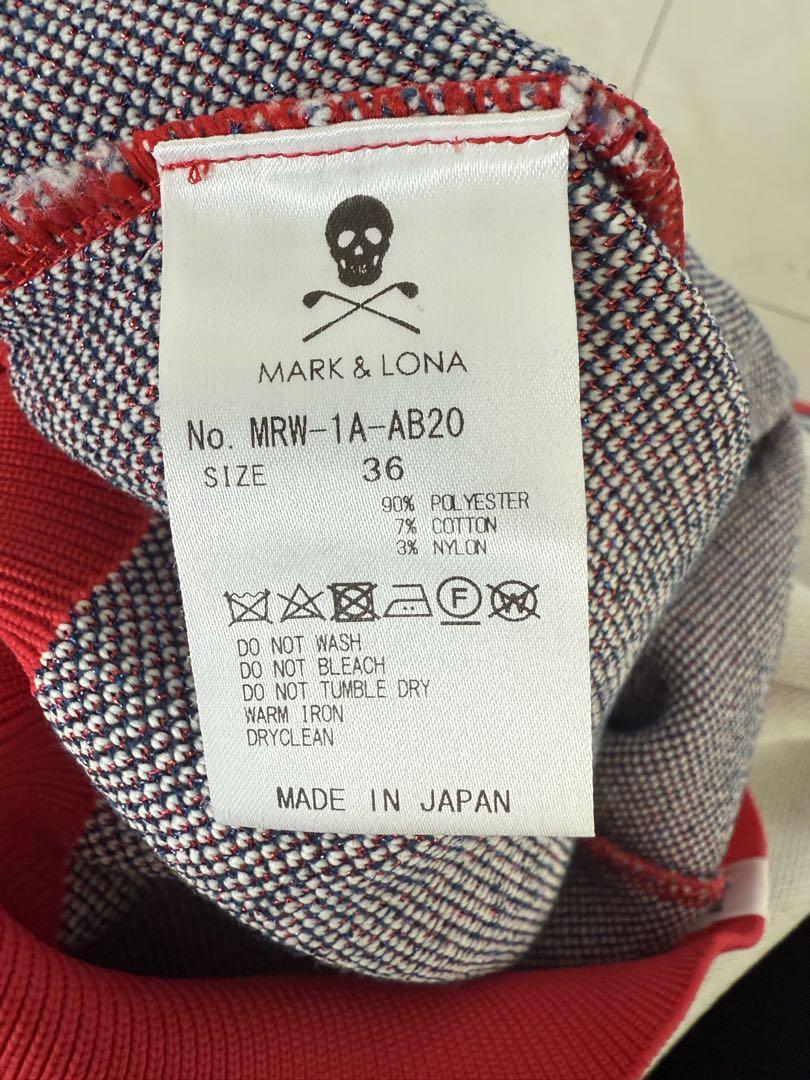 MARK & LONA
No. MRW-1A-AB20
SIZE 36
90% POLYESTER
7% COTTON
3% NYLON
F W
DO NOT WASH
DO NOT BLEACH
DO NOT TUMBLE DRY
WARM IRON
DRYCLEAN
MADE IN JAPAN